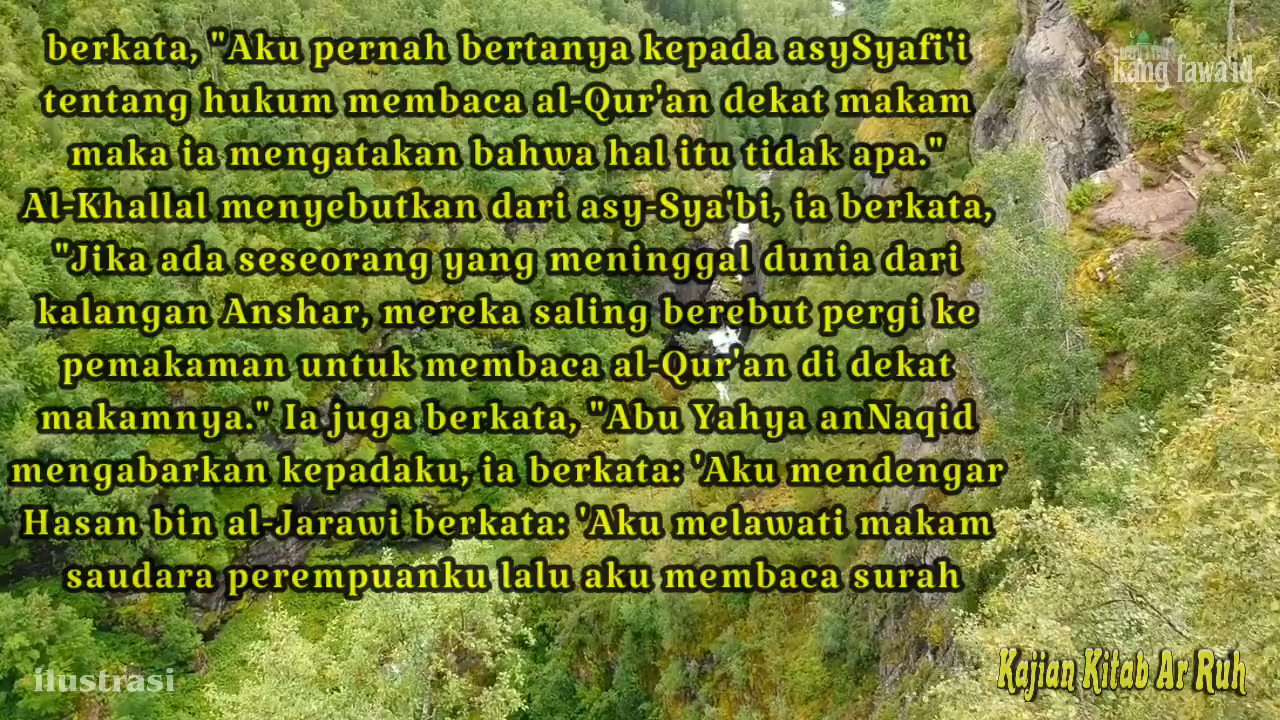 berkata, "Aku pernah bertanya kepada asySyafi'i
tentang hukum membaca al-Qur'an dekat makam
maka ia mengatakan bahwa hal itu tidak apa."
Al-Khallal menyebutkan dari asy-Sya'bi, ia berkata,
"Jika ada seseorang yang meninggal dunia dari
kalangan Anshar, mereka saling berebut pergi ke
pemakaman untuk membaca al-Qur'an di dekat
makamnya." Ia juga berkata, "Abu Yahya anNaqid
mengabarkan kepadaku, ia berkata: 'Aku mendengar
Hasan bin al-Jarawi berkata: 'Aku melawati makam
saudara perempuanku lalu aku membaca surah
kang fawa'id
ilustrasi
Kajian Kitab Ar Ruh